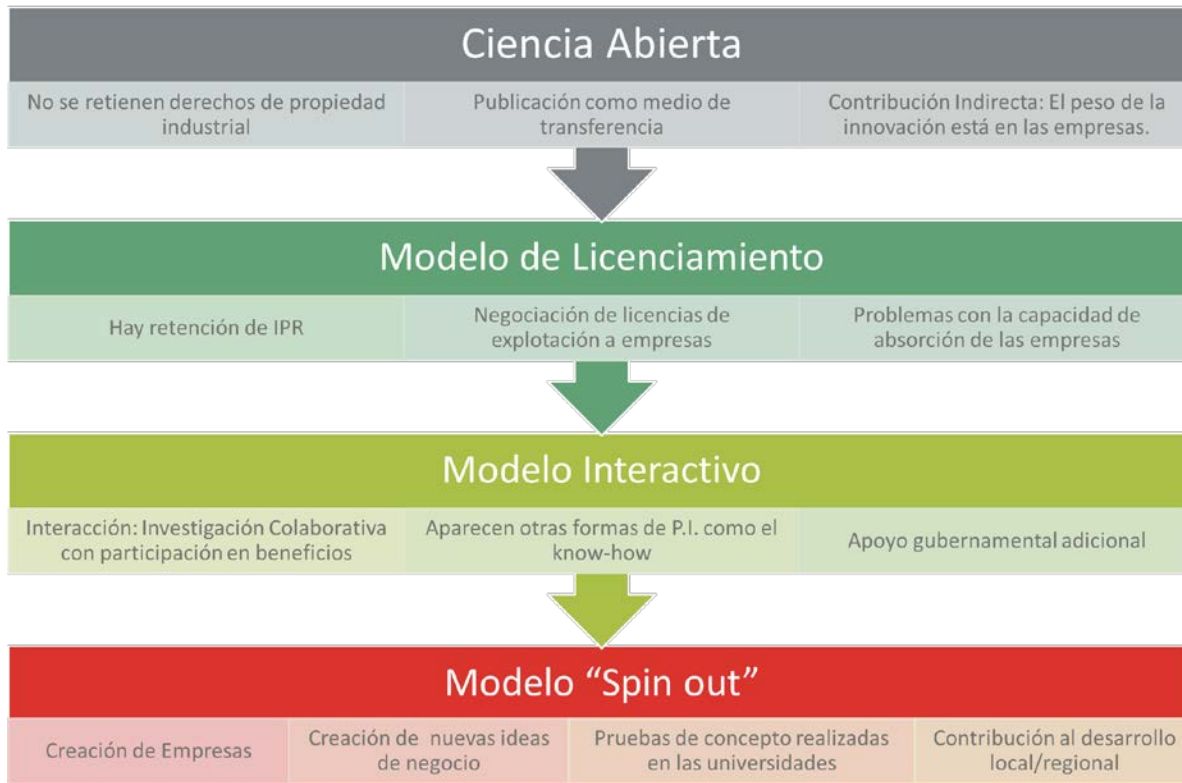 Ciencia Abierta
No se retienen derechos de propiedad
industrial
Publicación como medio de
transferencia
Contribución Indirecta: El peso de la
innovación está en las empresas.
Modelo de Licenciamiento
Hay retención de IPR
Negociación de licencias de
explotación a empresas
Problemas con la capacidad de
absorción de las empresas
Modelo Interactivo
Interacción: Investigación Colaborativa
con participación en beneficios
Aparecen otras formas de P.I. como el
know-how
Apoyo gubernamental adicional
Modelo “Spin out”
Creación de Empresas
Creación de nuevas ideas
de negocio
Pruebas de concepto realizadas
en las universidades
Contribución al desarrollo
local/regional